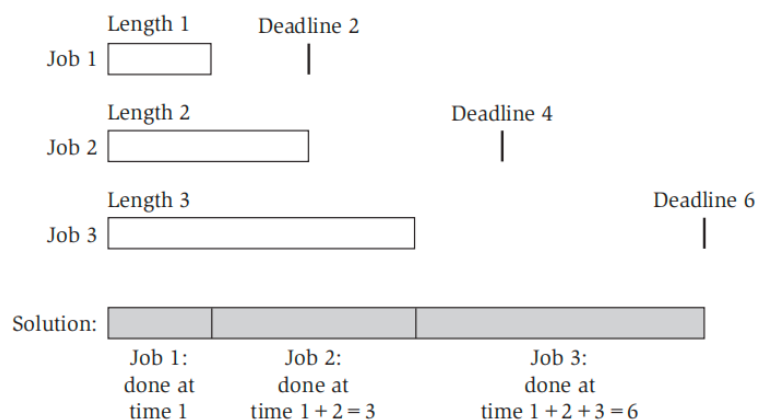 Length 1
Deadline 2
Job 1
Length 2
Deadline 4
Job 2
Length 3
Deadline 6
Job 3
Solution:
Job 1:
done at
time 1
Job 2:
done at
time 1 + 2 = 3
Job 3:
done at
time 1 + 2 + 3 = 6